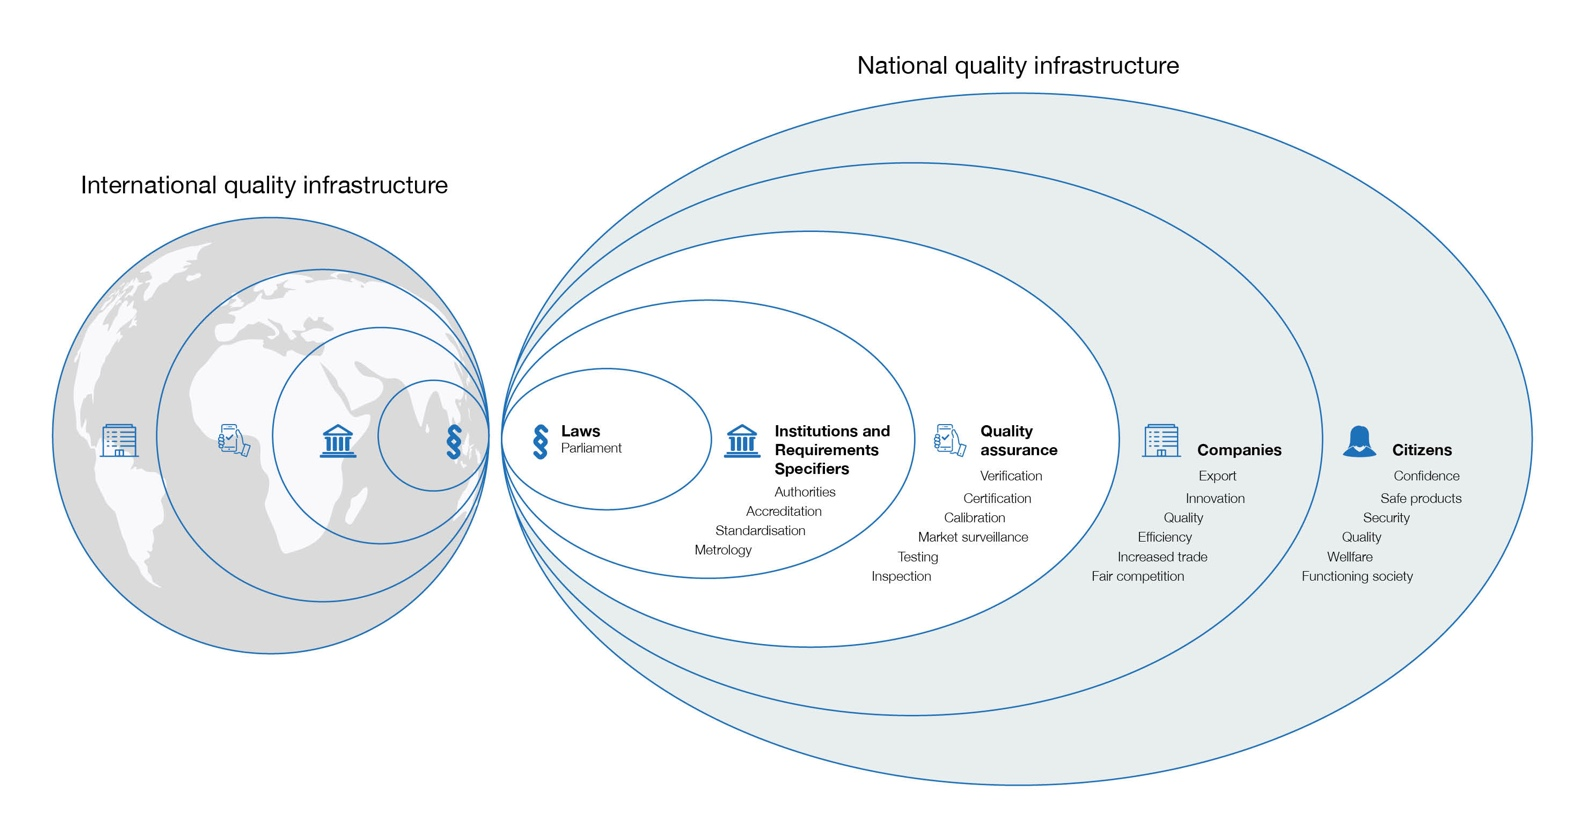 National quality infrastructure
International quality infrastructure
§
§
Laws
Parliament
Institutions and
Requirements
Specifiers
Authorities
Accreditation
Standardisation
Metrology
Quality
assurance
Verification
Certification
Calibration
Market surveillance
Testing
Inspection
Companies
Export
Innovation
Quality
Efficiency
Increased trade
Fair competition
Citizens
Confidence
Safe products
Security
Quality
Wellfare
Functioning society